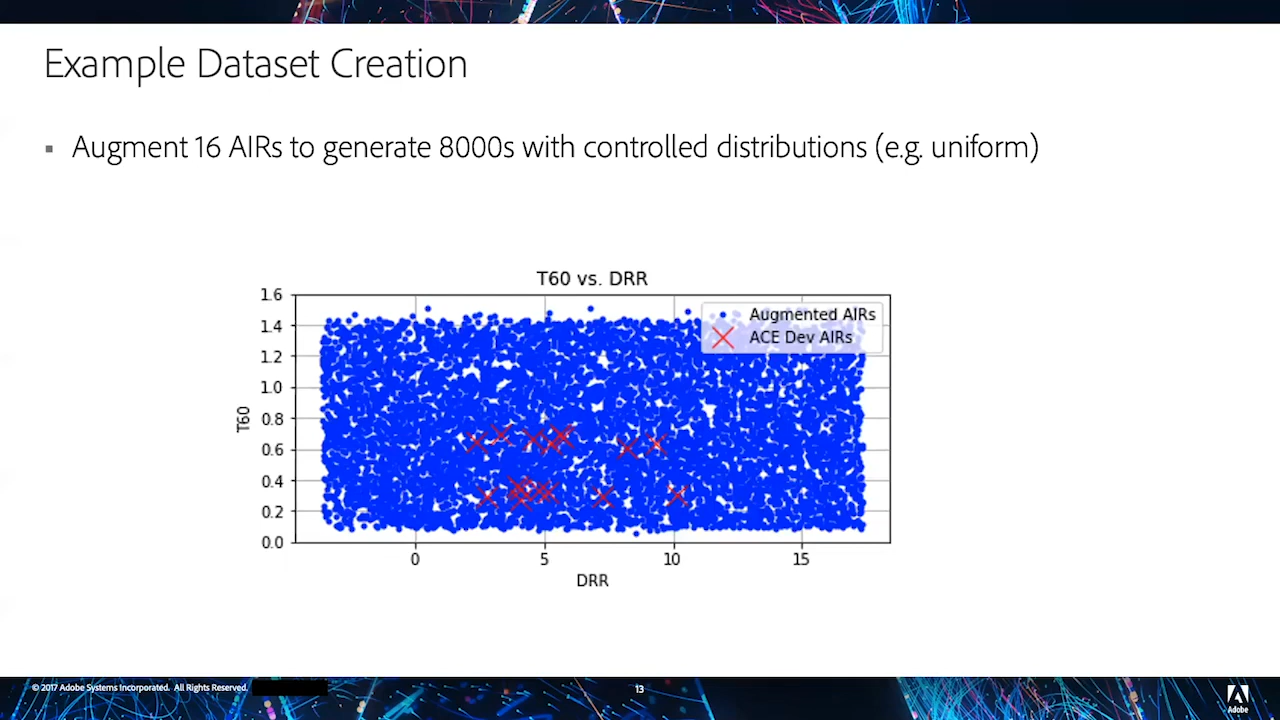 Example Dataset Creation
▪ Augment 16 AIRs to generate 8000s with controlled distributions (e.g. uniform)
T60 vs. DRR
Augmented AIRs
ACE Dev AIRs
1.6
1.4
1.2
1.0
0.8
0.6
0.4
0.2
0.0
T60
0 5 10 15
DRR
© 2017 Adobe Systems Incorporated. All Rights Reserved.
13
Adobe